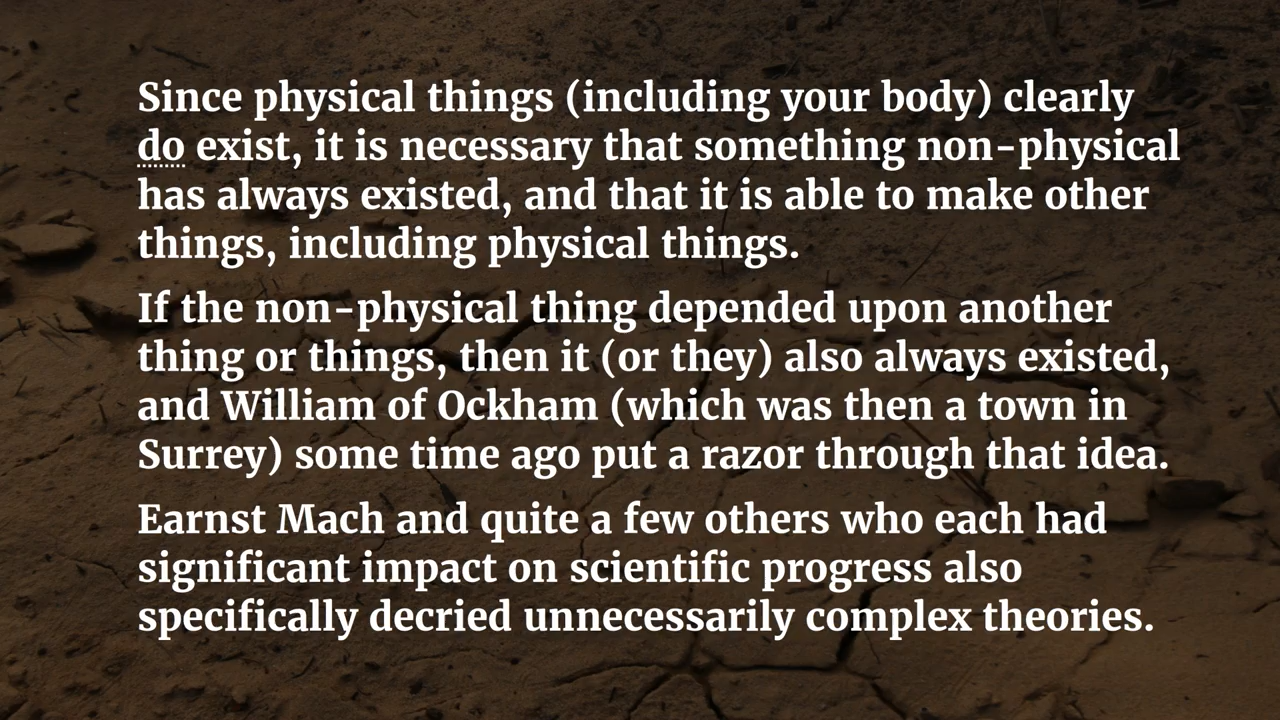 Since physical things (including your body) clearly
do exist, it is necessary that something non-physical
has always existed, and that it is able to make other
things, including physical things.
If the non-physical thing depended upon another
thing or things, then it (or they) also always existed,
and William of Ockham (which was then a town in
Surrey) some time ago put a razor through that idea.
Earnst Mach and quite a few others who each had
significant impact on scientific progress also
specifically decried unnecessarily complex theories.